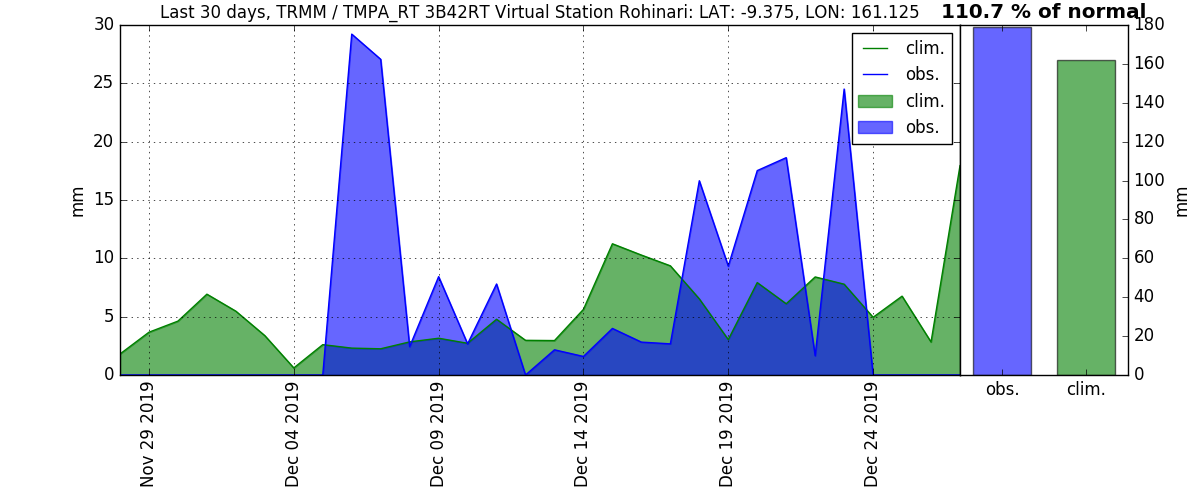 Last 30 days, TRMM / TMPA_RT 3B42RT Virtual Station Rohinari: LAT: -9.375, LON: 161.125
110.7 % of normal
30
25
20
15
10
5
0
mm
clim.
obs.
clim.
obs.
180
160
140
120
100
80
60
40
20
0
mm
Nov 29 2019
Dec 04 2019
Dec 09 2019
Dec 14 2019
Dec 19 2019
Dec 24 2019
obs.
clim.